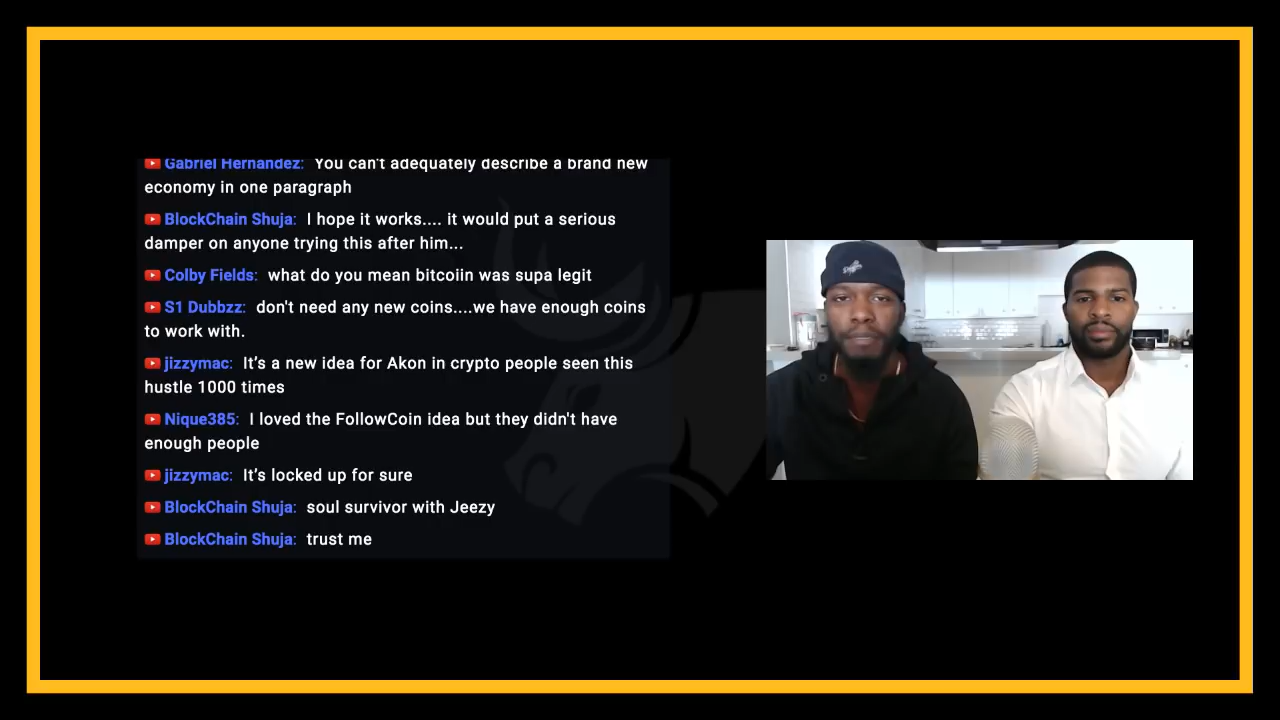 Gabriel Hernandez: You can't adequately describe a brand new
economy in one paragraph
BlockChain Shuja: I hope it works.... it would put a serious
damper on anyone trying this after him...
Colby Fields: what do you mean bitcoiin was supa legit
S1 Dubbzz: don't need any new coins....we have enough coins
to work with.
jizzymac: It's a new idea for Akon in crypto people seen this
hustle 1000 times
Nique385: I loved the FollowCoin idea but they didn't have
enough people
jizzymac: It's locked up for sure
BlockChain Shuja: soul survivor with Jeezy
BlockChain Shuja: trust me
Dodgers